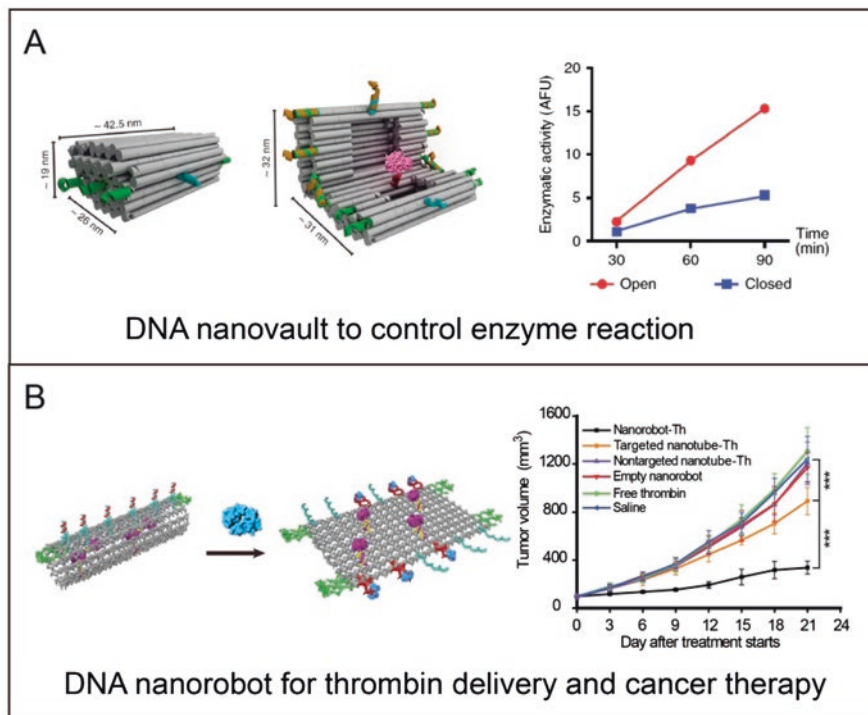 A
~ 42.5 nm
~ 19 nm
~ 26 nm
~ 32 nm
~ 31 nm
Enzymatic activity (AFU)
20
15
10
5
0
30
60
90
Time
(min)
Open
Closed
DNA nanovault to control enzyme reaction
B
Tumor volume (mm³)
1600
1200
800
400
0
Nanorobot-Th
Targeted nanotube-Th
Nontargeted nanotube-Th
Empty nanorobot
Free thrombin
Saline
***
***
0 3 6 9 12 15 18 21 24
Day after treatment starts
DNA nanorobot for thrombin delivery and cancer therapy